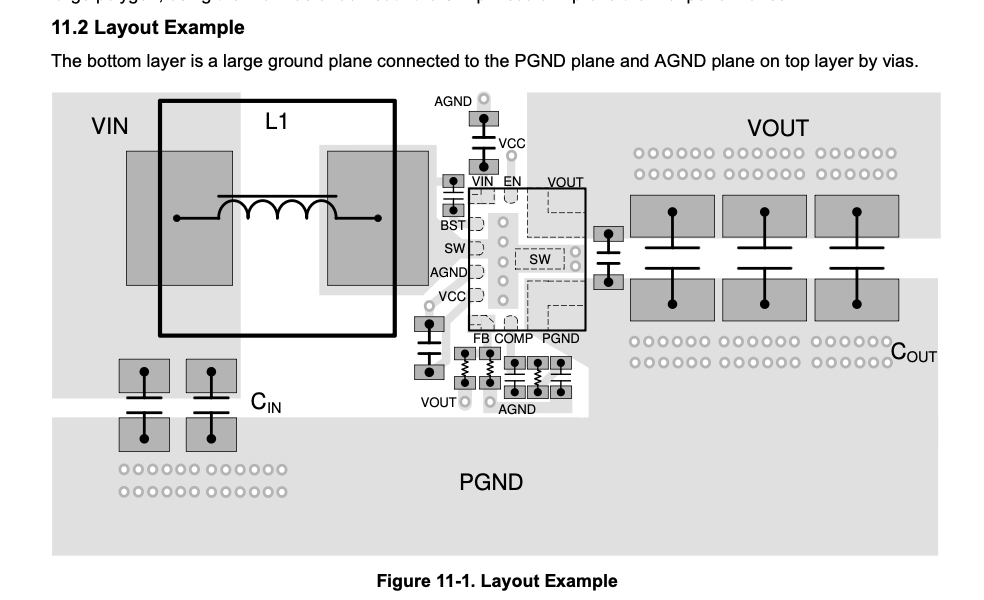 11.2 Layout Example
The bottom layer is a large ground plane connected to the PGND plane and AGND plane on top layer by vias.
VIN
L1
AGND
VCC
VOUT
VIN EN VOUT
BST
SW
SW
AGND
VCC
FB COMP PGND
COUT
VOUT
AGND
CIN
PGND
Figure 11-1. Layout Example